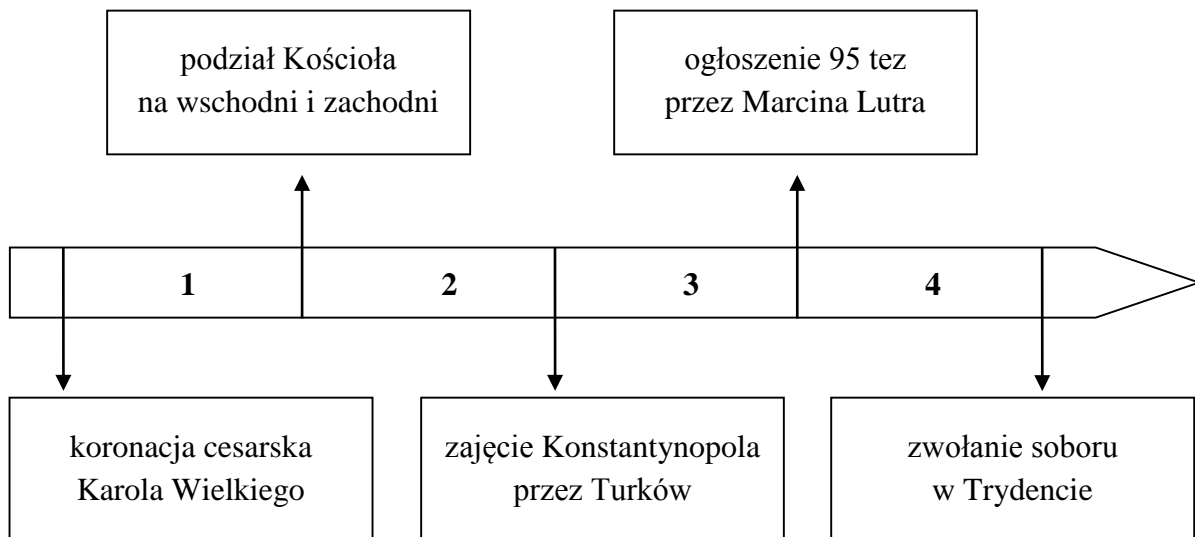 podział Kościoła
na wschodni i zachodni
ogłoszenie 95 tez
przez Marcina Lutra
1
2
3
4
koronacja cesarska
Karola Wielkiego
zajęcie Konstantynopola
przez Turków
zwołanie soboru
w Trydencie